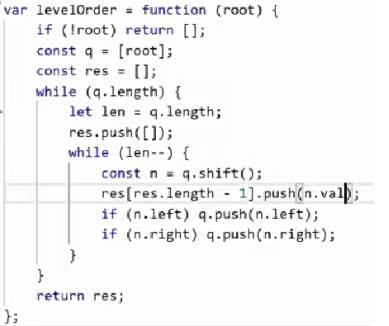 var levelOrder = function (root) {
    if (!root) return [];
    const q = [root];
    const res = [];
    while (q.length) {
        let len = q.length;
        res.push([]);
        while (len--) {
            const n = q.shift();
            res[res.length - 1].push(n.val);
            if (n.left) q.push(n.left);
            if (n.right) q.push(n.right);
        }
    }
    return res;
};